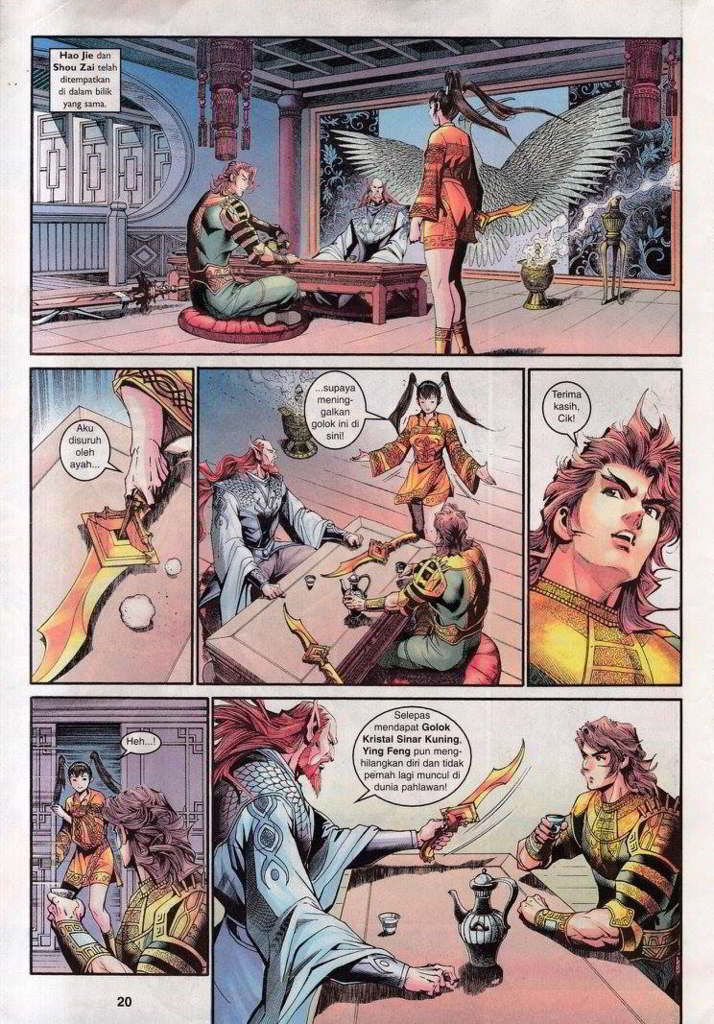 Hao Jie dan
Shou Zai telah
ditempatkan
di dalam bilik
yang sama.
Aku
disuruh
oleh
ayah...
...supaya
mening-
galkan
golok ini di
sini!
Terima
kasih,
Cik!
Heh...!
Selepas
mendapat Golok
Kristal Sinar Kuning,
Ying Feng pun meng-
hilangkan diri dan tidak
pernah lagi muncul di
dunia pahlawan!
20